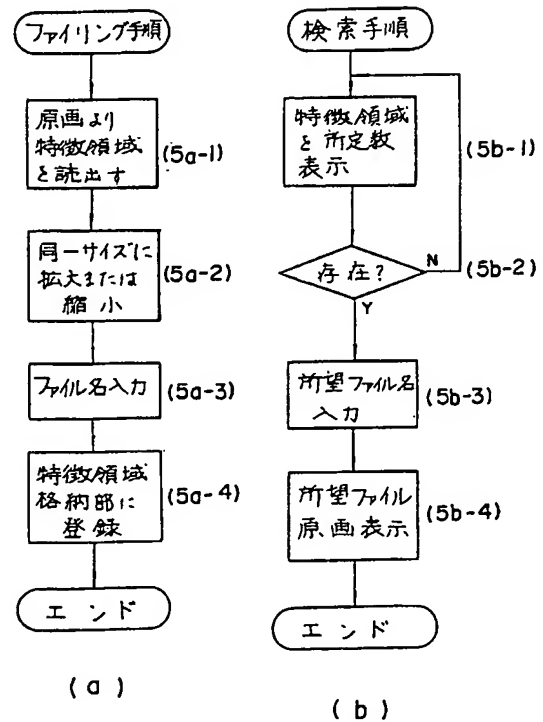 ファイリング手順
原画より
特徴領域
を読出す
(5a-1)
同一サイズに
拡大または
縮小
(5a-2)
ファイル名入力
(5a-3)
特徴領域
格納部に
登録
(5a-4)
エンド
(a)
検索手順
特徴領域
を所定数
表示
(5b-1)
存在?
N
(5b-2)
Y
所望ファイル名
入力
(5b-3)
所望ファイル
原画表示
(5b-4)
エンド
(b)